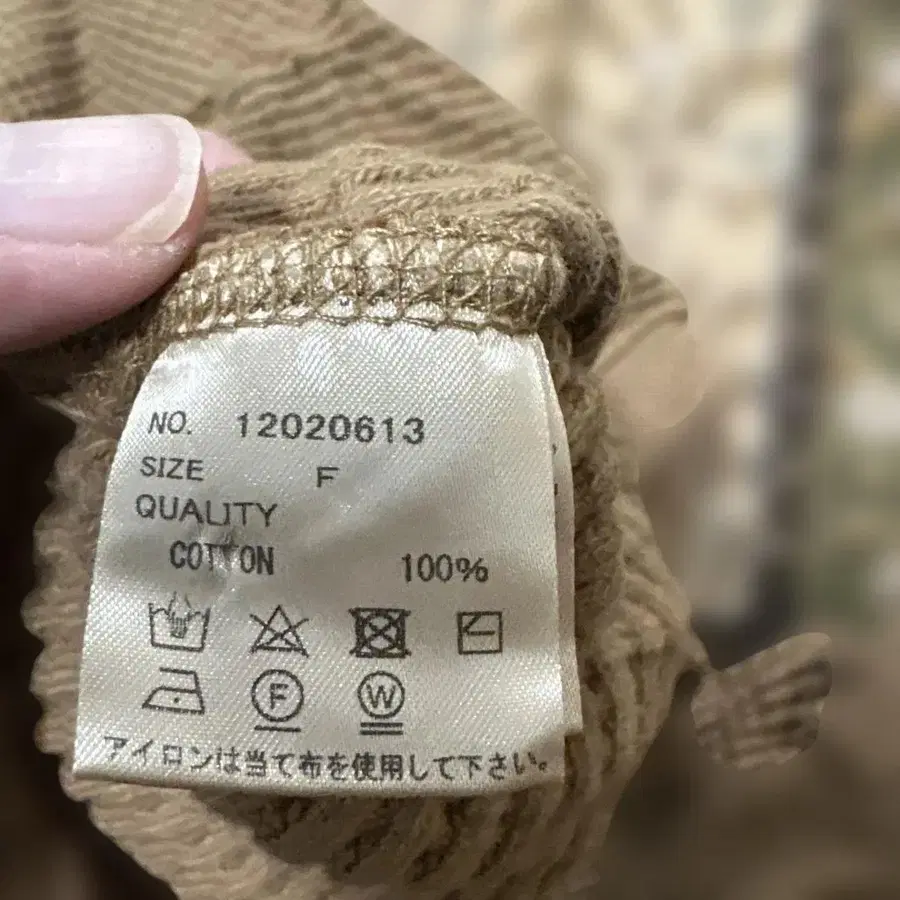 NO. 12020613
SIZE F
QUALITY
COTTON 100%
F W
アイロンは当て布を使用して下さい。